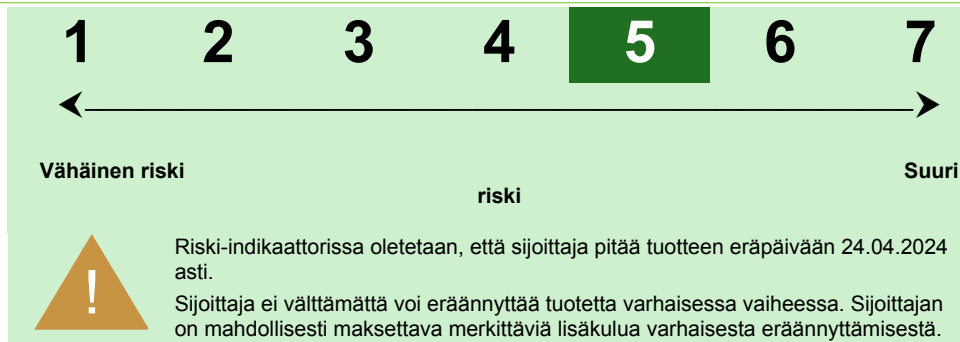 1 2 3 4 5 6 7
Vähäinen riski Suuri
riski
!
Riski-indikaattorissa oletetaan, että sijoittaja pitää tuotteen eräpäivään 24.04.2024
asti.
Sijoittaja ei välttämättä voi eräännyttää tuotetta varhaisessa vaiheessa. Sijoittajan
on mahdollisesti maksettava merkittäviä lisäkulua varhaisesta eräännyttämisestä.